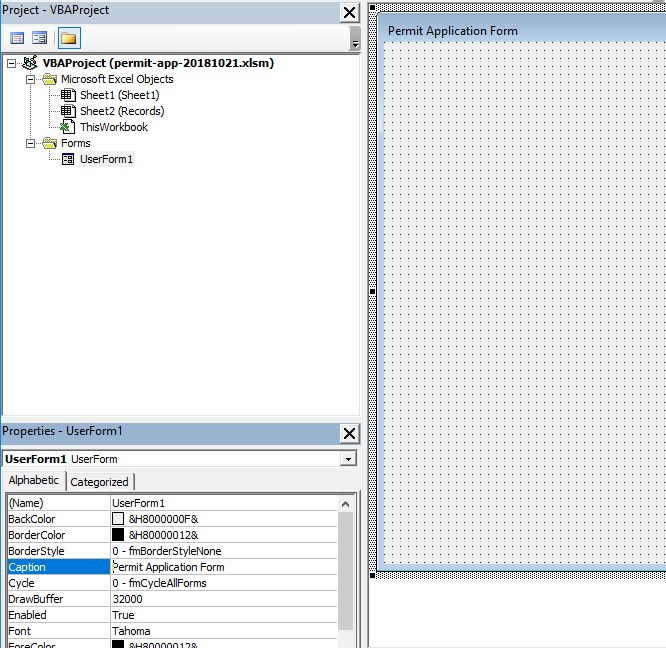 Project - VBAProject
VBAProject (permit-app-20181021.xlsm)
Microsoft Excel Objects
Sheet1 (Sheet1)
Sheet2 (Records)
ThisWorkbook
Forms
UserForm1
Properties - UserForm1
UserForm1 UserForm
Alphabetic Categorized
(Name) UserForm1
BackColor &H8000000F&
BorderColor &H80000012&
BorderStyle 0 - fmBorderStyleNone
Caption Permit Application Form
Cycle 0 - fmCycleAllForms
DrawBuffer 32000
Enabled True
Font Tahoma
ForeColor &H80000012&
Permit Application Form